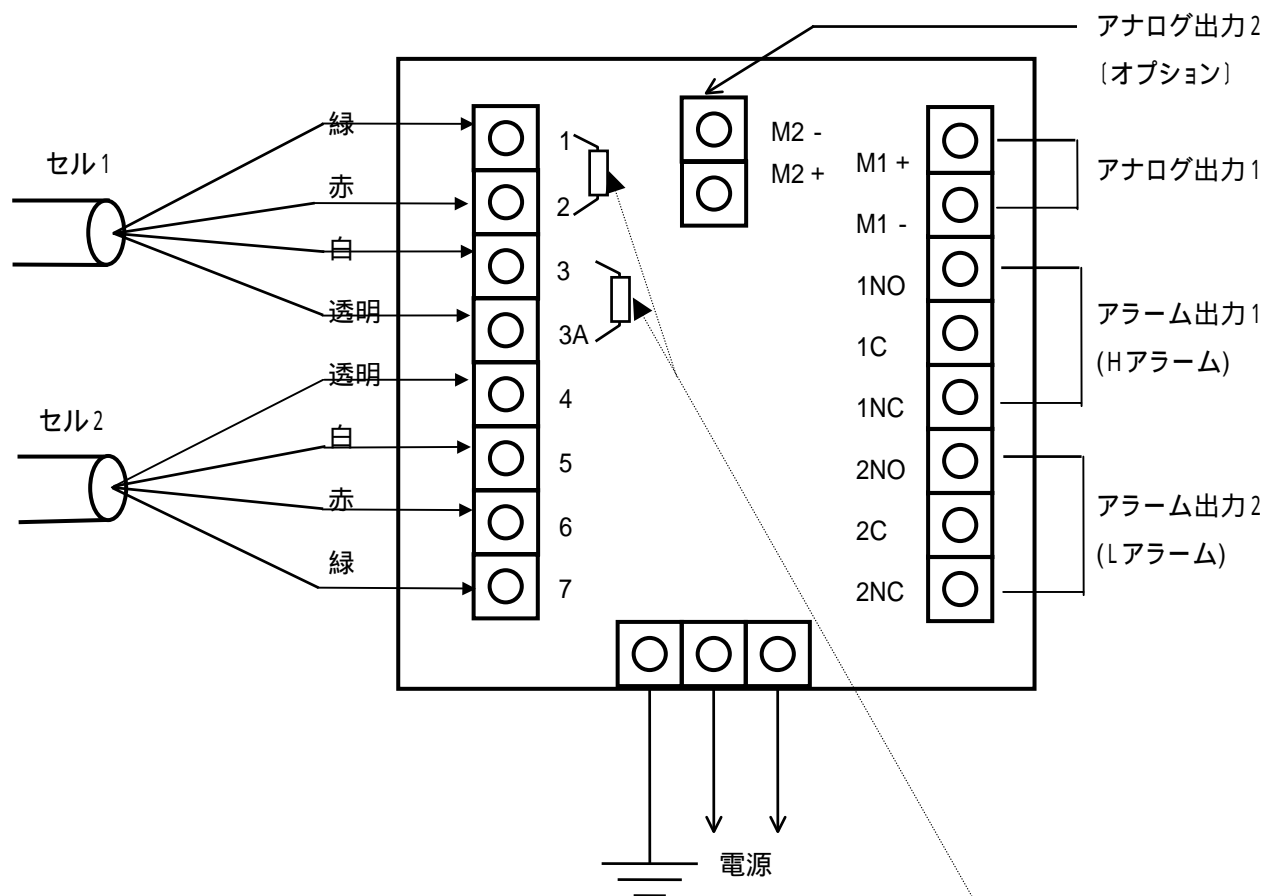 アナログ出力2
(オプション)
緑
1
M2 -
M1 +
アナログ出力1
セル1
赤
2
M2 +
M1 -
白
3
1NO
アラーム出力1
(Hアラーム)
透明
3A
1C
透明
4
1NC
セル2
白
5
2NO
アラーム出力2
(Lアラーム)
赤
6
2C
緑
7
2NC
電源